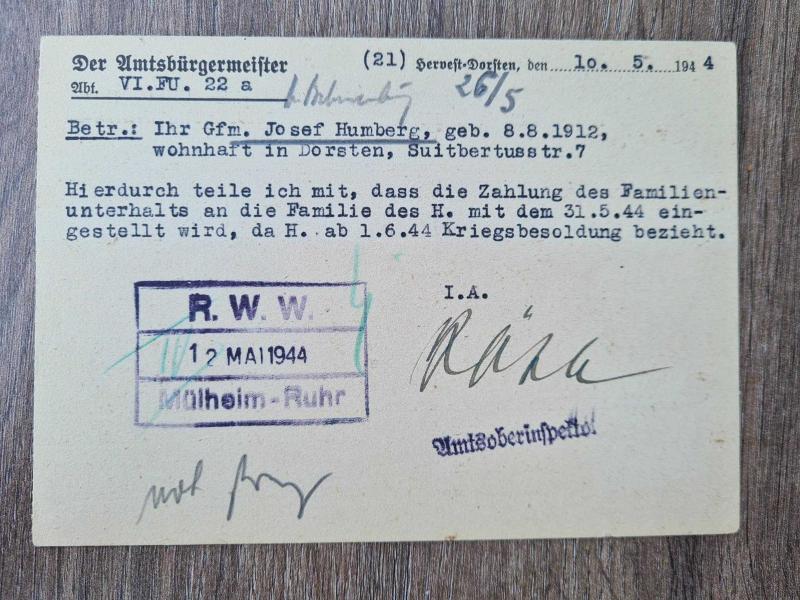 Der Amtsbürgermeister (21) Hervest-Dorsten, den 10. 5. 1944
Abt. VI.FU. 22 a 26/5
Betr.: Ihr Gfm. Josef Humberg, geb. 8.8.1912,
wohnhaft in Dorsten, Suitbertusstr.7
Hierdurch teile ich mit, dass die Zahlung des Familien-
unterhalts an die Familie des H. mit dem 31.5.44 ein-
gestellt wird, da H. ab 1.6.44 Kriegsbesoldung bezieht.
I.A.
R. W. W.
12 MAI 1944
Mülheim-Ruhr
Amtsoberinspektor